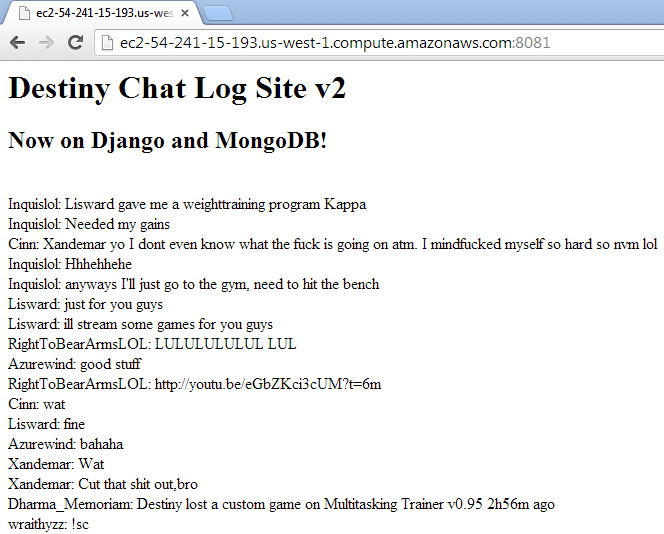 ec2-54-241-15-193.us-wes
ec2-54-241-15-193.us-west-1.compute.amazonaws.com:8081
Destiny Chat Log Site v2
Now on Django and MongoDB!
Inquislol: Lisward gave me a weighttraining program Kappa
Inquislol: Needed my gains
Cinn: Xandemar yo I dont even know what the fuck is going on atm. I mindfucked myself so hard so nvm lol
Inquislol: Hhhehhehe
Inquislol: anyways I'll just go to the gym, need to hit the bench
Lisward: just for you guys
Lisward: ill stream some games for you guys
RightToBearArmsLOL: LULULULULUL LUL
Azurewind: good stuff
RightToBearArmsLOL: http://youtu.be/eGbZKci3cUM?t=6m
Cinn: wat
Lisward: fine
Azurewind: bahaha
Xandemar: Wat
Xandemar: Cut that shit out,bro
Dharma_Memoriam: Destiny lost a custom game on Multitasking Trainer v0.95 2h56m ago
wraithyzz: !sc